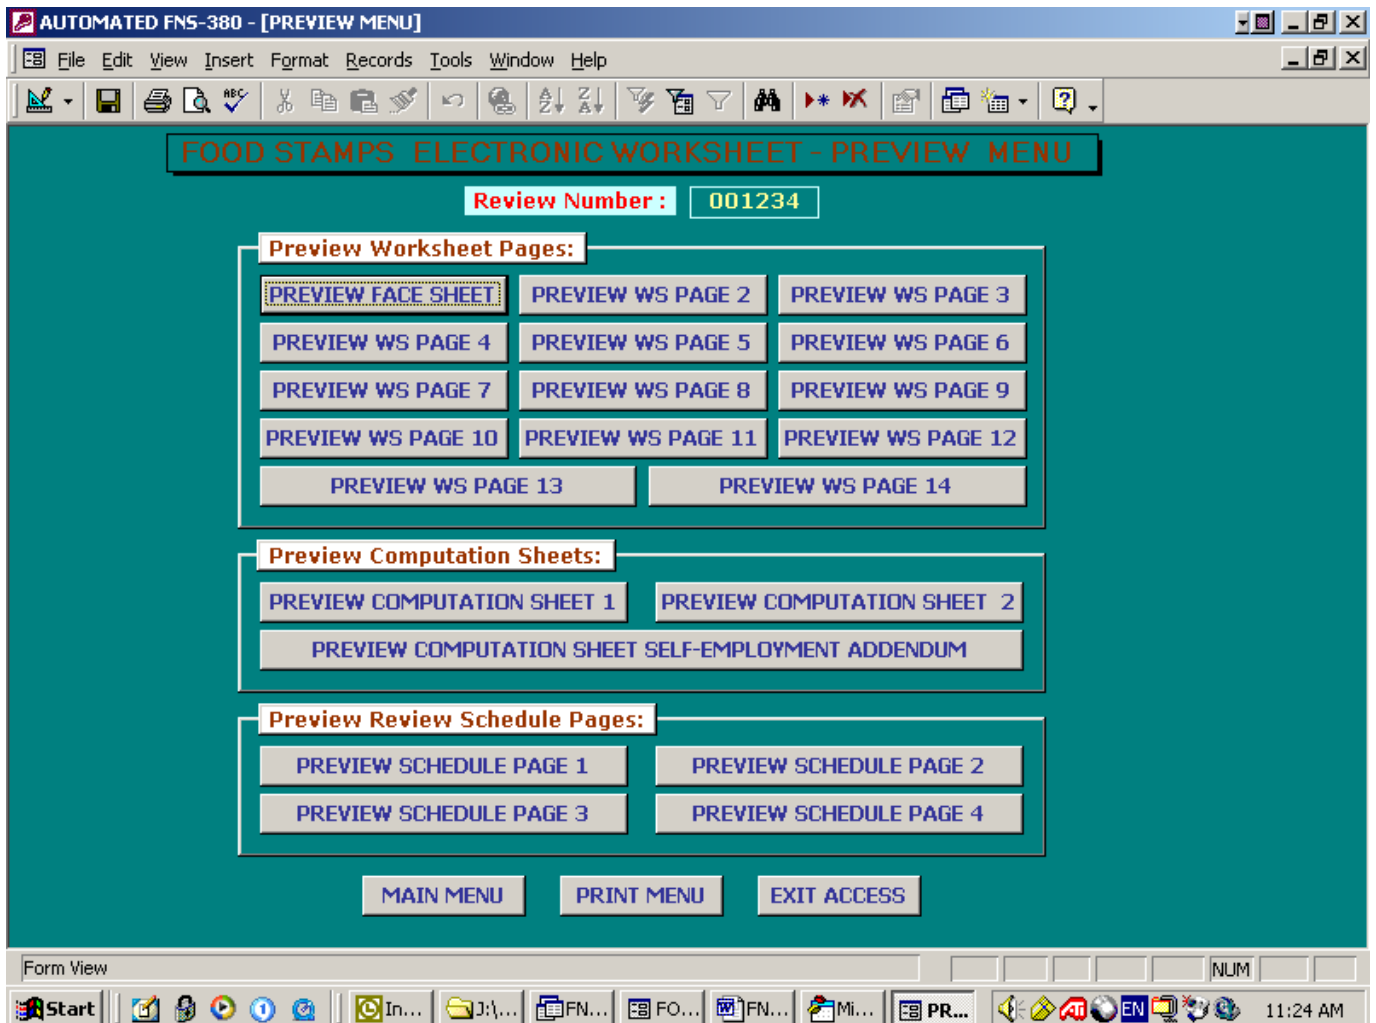 AUTOMATED FNS-380 - [PREVIEW MENU]
File Edit View Insert Format Records Tools Window Help
FOOD STAMPS ELECTRONIC WORKSHEET - PREVIEW MENU
Review Number : 001234
Preview Worksheet Pages:
PREVIEW FACE SHEET PREVIEW WS PAGE 2 PREVIEW WS PAGE 3
PREVIEW WS PAGE 4 PREVIEW WS PAGE 5 PREVIEW WS PAGE 6
PREVIEW WS PAGE 7 PREVIEW WS PAGE 8 PREVIEW WS PAGE 9
PREVIEW WS PAGE 10 PREVIEW WS PAGE 11 PREVIEW WS PAGE 12
PREVIEW WS PAGE 13 PREVIEW WS PAGE 14
Preview Computation Sheets:
PREVIEW COMPUTATION SHEET 1 PREVIEW COMPUTATION SHEET 2
PREVIEW COMPUTATION SHEET SELF-EMPLOYMENT ADDENDUM
Preview Review Schedule Pages:
PREVIEW SCHEDULE PAGE 1 PREVIEW SCHEDULE PAGE 2
PREVIEW SCHEDULE PAGE 3 PREVIEW SCHEDULE PAGE 4
MAIN MENU PRINT MENU EXIT ACCESS
Form View NUM
Start In... J:\,... FN... FO... FN... Mi... PR... EN 11:24 AM